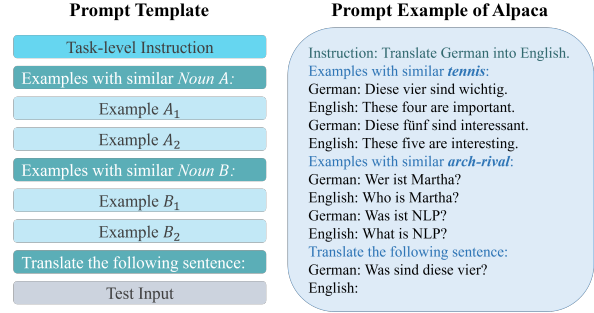 Prompt Template
Task-level Instruction
Examples with similar Noun A:
Example A₁
Example A₂
Examples with similar Noun B:
Example B₁
Example B₂
Translate the following sentence:
Test Input
Prompt Example of Alpaca
Instruction: Translate German into English.
Examples with similar tennis:
German: Diese vier sind wichtig.
English: These four are important.
German: Diese fünf sind interessant.
English: These five are interesting.
Examples with similar arch-rival:
German: Wer ist Martha?
English: Who is Martha?
German: Was ist NLP?
English: What is NLP?
Translate the following sentence:
German: Was sind diese vier?
English: